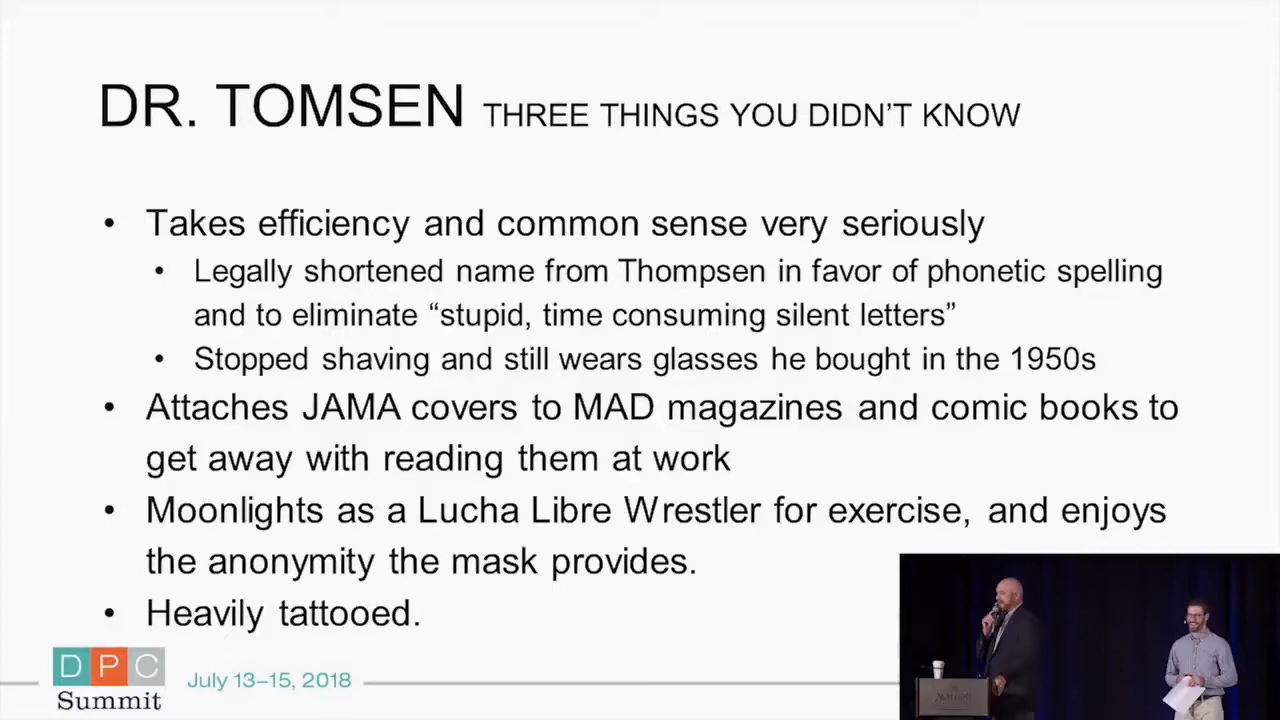 DR. TOMSEN THREE THINGS YOU DIDN'T KNOW
• Takes efficiency and common sense very seriously
• Legally shortened name from Thompsen in favor of phonetic spelling
and to eliminate “stupid, time consuming silent letters”
• Stopped shaving and still wears glasses he bought in the 1950s
• Attaches JAMA covers to MAD magazines and comic books to
get away with reading them at work
• Moonlights as a Lucha Libre Wrestler for exercise, and enjoys
the anonymity the mask provides.
• Heavily tattooed.
DPC
Summit
July 13–15, 2018
Marriott